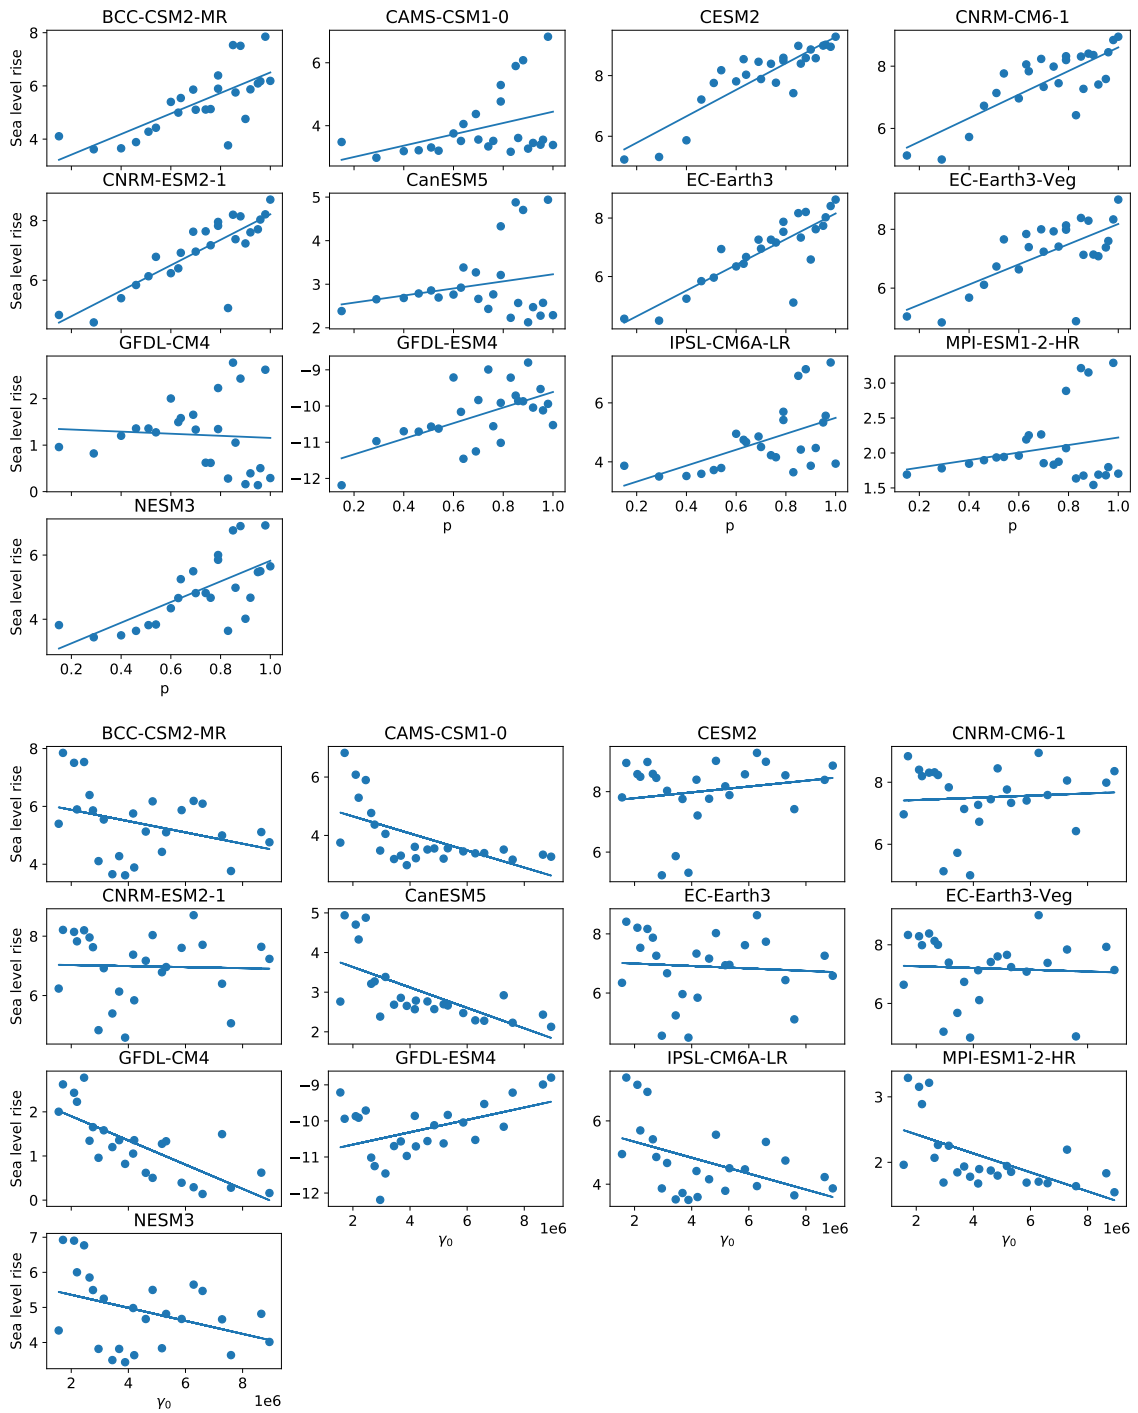 BCC-CSM2-MR CAMS-CSM1-0 CESM2 CNRM-CM6-1
Sea level rise
8
6
4
6
4
8
6
8
6
CNRM-ESM2-1 CanESM5 EC-Earth3 EC-Earth3-Veg
Sea level rise
8
6
5
4
3
2
8
6
8
6
GFDL-CM4 GFDL-ESM4 IPSL-CM6A-LR MPI-ESM1-2-HR
Sea level rise
2
1
0
−9
−10
−11
−12
6
4
3.0
2.5
2.0
1.5
0.2 0.4 0.6 0.8 1.0 0.2 0.4 0.6 0.8 1.0 0.2 0.4 0.6 0.8 1.0
p p p
NESM3
Sea level rise
6
4
0.2 0.4 0.6 0.8 1.0
p
BCC-CSM2-MR CAMS-CSM1-0 CESM2 CNRM-CM6-1
Sea level rise
8
6
4
6
4
8
6
8
6
CNRM-ESM2-1 CanESM5 EC-Earth3 EC-Earth3-Veg
Sea level rise
8
6
5
4
3
2
8
6
8
6
GFDL-CM4 GFDL-ESM4 IPSL-CM6A-LR MPI-ESM1-2-HR
Sea level rise
2
1
0
−9
−10
−11
−12
6
4
3
2
2 4 6 8 2 4 6 8 2 4 6 8
γ₀ 1e6 γ₀ 1e6 γ₀ 1e6
NESM3
Sea level rise
7
6
5
4
2 4 6 8
γ₀ 1e6